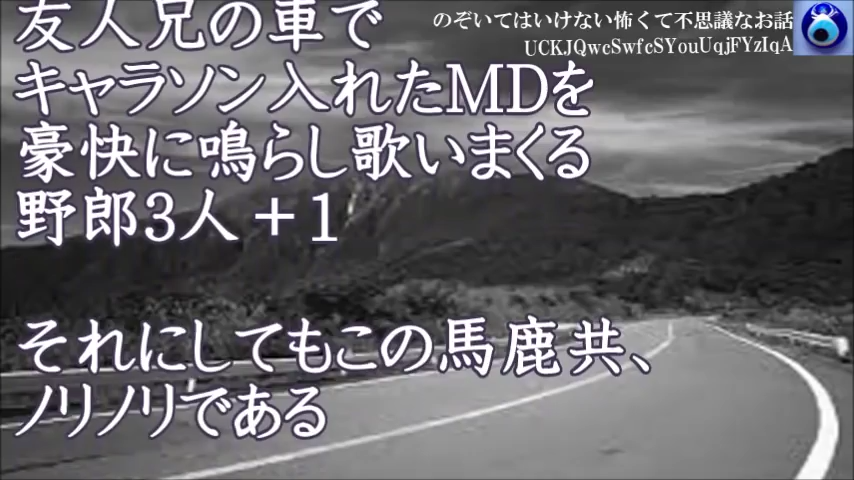 のぞいてはいけない怖くて不思議なお話
UCKJQwcSwfcSYouUqjFYzIqA
友人兄の車で
キャラソン入れたMDを
豪快に鳴らし歌いまくる
野郎3人＋1
それにしてもこの馬鹿共、
ノリノリである